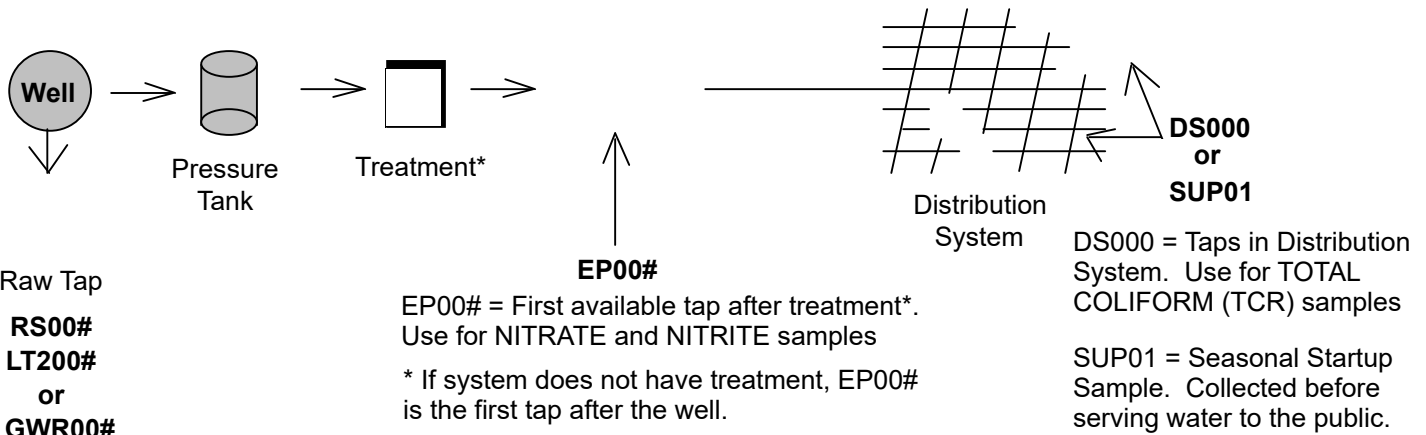 Well
Pressure
Tank
Treatment*
Distribution
System
DS000
or
SUP01
Raw Tap
RS00#
LT200#
or
GWR00#
EP00#
EP00# = First available tap after treatment*.
Use for NITRATE and NITRITE samples
* If system does not have treatment, EP00#
is the first tap after the well.
DS000 = Taps in Distribution
System. Use for TOTAL
COLIFORM (TCR) samples
SUP01 = Seasonal Startup
Sample. Collected before
serving water to the public.